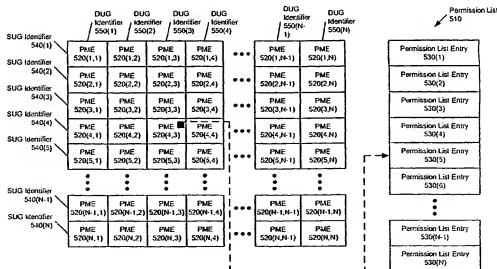 DUG Identifier 550(1)
DUG Identifier 550(2)
DUG Identifier 550(3)
DUG Identifier 550(4)
DUG Identifier 550(N-1)
DUG Identifier 550(N)
Permission List 510
SUG Identifier 540(1)
PME 520(1,1) PME 520(1,2) PME 520(1,3) PME 520(1,4) PME 520(1,N-1) PME 520(1,N)
SUG Identifier 540(2)
PME 520(2,1) PME 520(2,2) PME 520(2,3) PME 520(2,4) PME 520(2,N-1) PME 520(2,N)
SUG Identifier 540(3)
PME 520(3,1) PME 520(3,2) PME 520(3,3) PME 520(3,4) PME 520(3,N-1) PME 520(3,N)
SUG Identifier 540(4)
PME 520(4,1) PME 520(4,2) PME 520(4,3) PME 520(4,4) PME 520(4,N-1) PME 520(4,N)
SUG Identifier 540(5)
PME 520(5,1) PME 520(5,2) PME 520(5,3) PME 520(5,4) PME 520(5,N-1) PME 520(5,N)
SUG Identifier 540(N-1)
PME 520(N-1,1) PME 520(N-1,2) PME 520(N-1,3) PME 520(N-1,4) PME 520(N-1,N-1) PME 520(N-1,N)
SUG Identifier 540(N)
PME 520(N,1) PME 520(N,2) PME 520(N,3) PME 520(N,4) PME 520(N,N-1) PME 520(N,N)
Permission List Entry 530(1)
Permission List Entry 530(2)
Permission List Entry 530(3)
Permission List Entry 530(4)
Permission List Entry 530(5)
Permission List Entry 530(6)
Permission List Entry 530(N-1)
Permission List Entry 530(N)